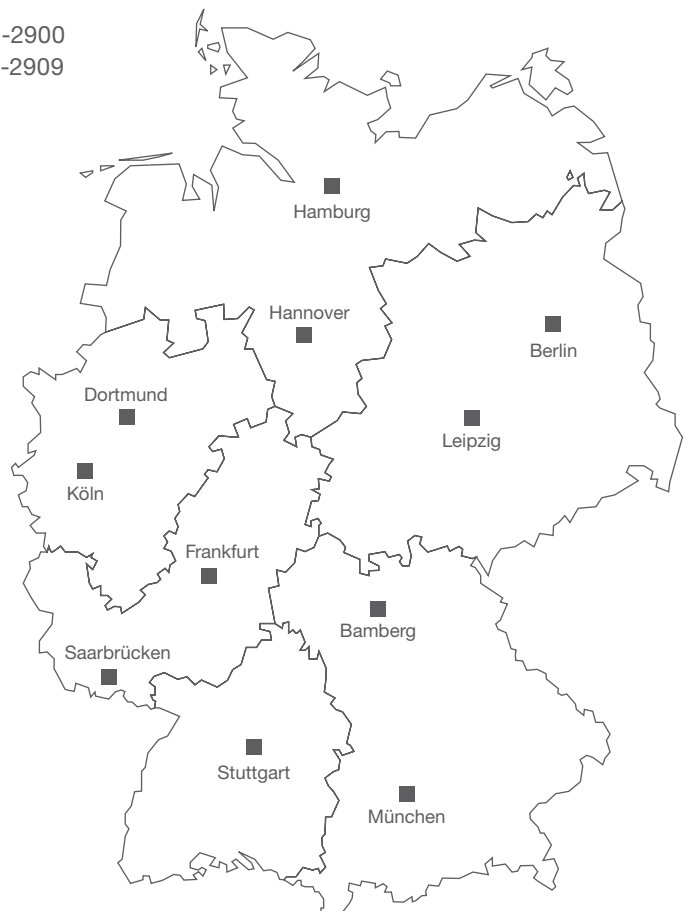 -2900
-2909
Hamburg
Hannover
Berlin
Dortmund
Leipzig
Köln
Frankfurt
Bamberg
Saarbrücken
Stuttgart
München